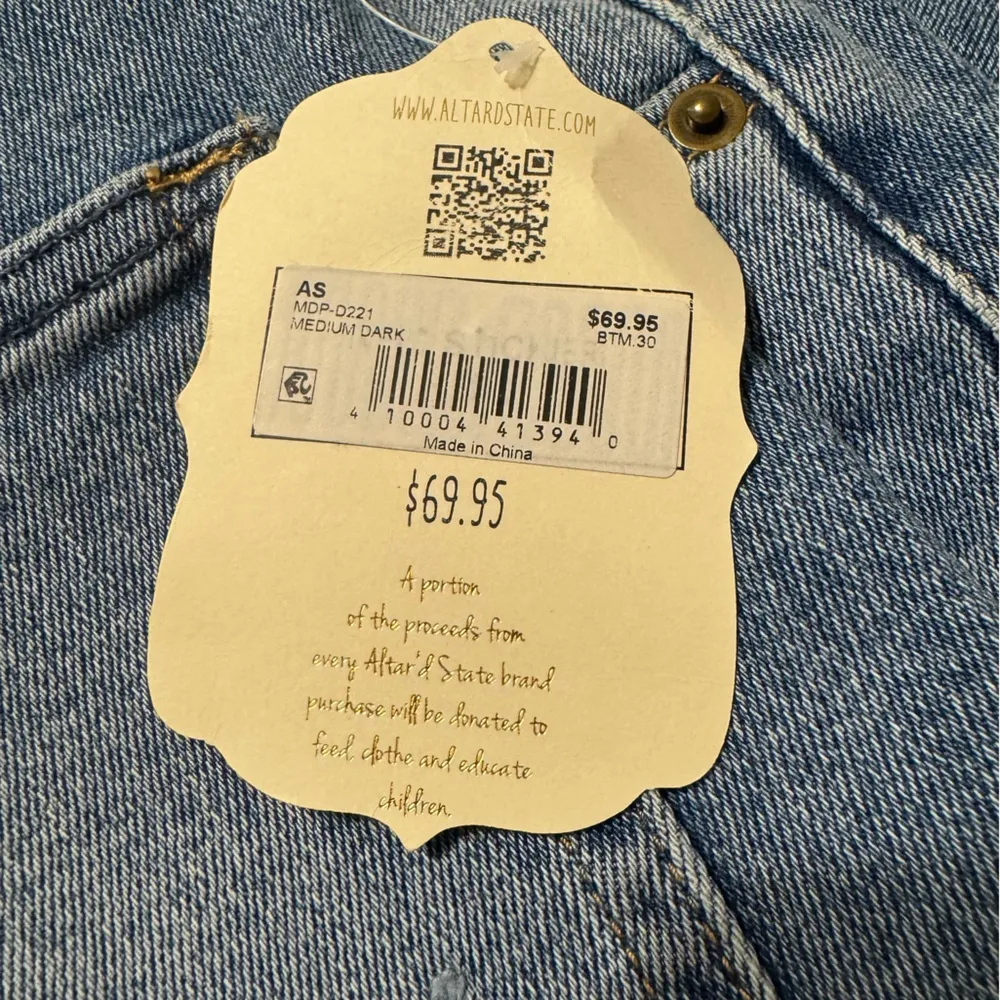 WWW.ALTARDSTATE.COM
AS
MDP-D221
MEDIUM DARK
$69.95
BTM.30
4 10004 41394 0
Made in China
$69.95
A portion
of the proceeds from
every Altar'd State brand
purchase will be donated to
feed, clothe and educate
children.